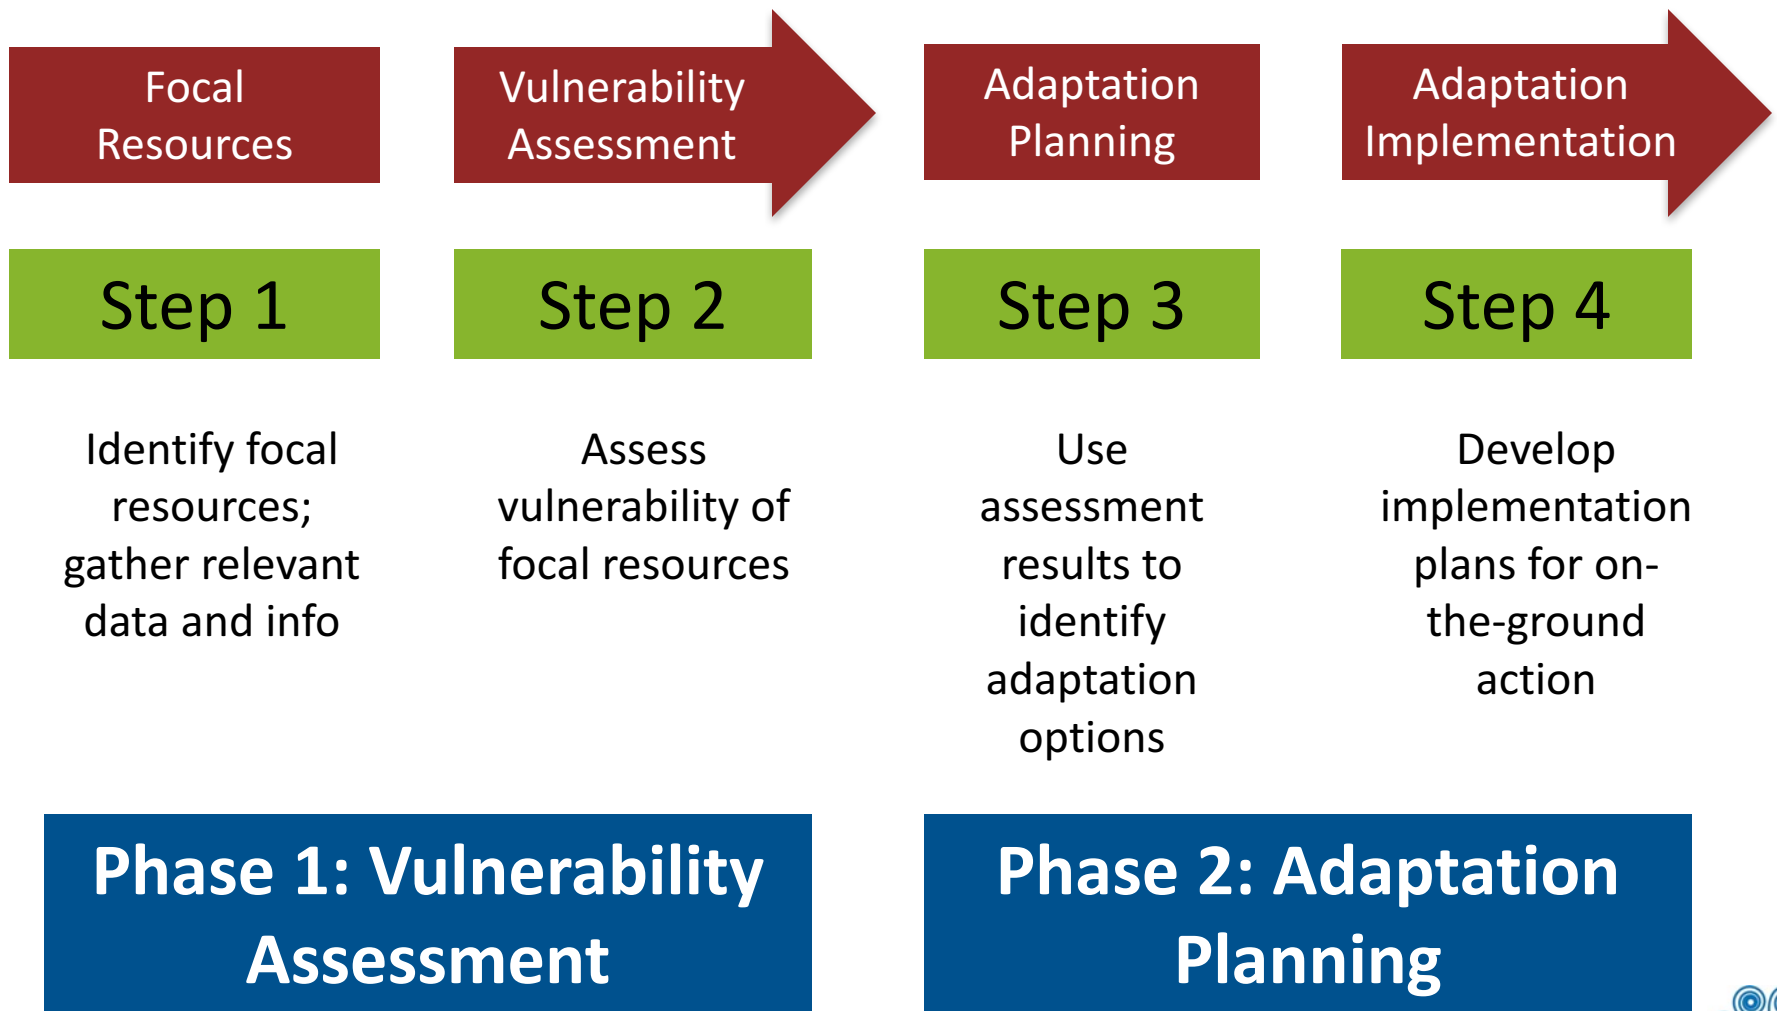 Focal
Resources
Vulnerability
Assessment
Adaptation
Planning
Adaptation
Implementation
Step 1
Step 2
Step 3
Step 4
Identify focal
resources;
gather relevant
data and info
Assess
vulnerability of
focal resources
Use
assessment
results to
identify
adaptation
options
Develop
implementation
plans for on-
the-ground
action
Phase 1: Vulnerability
Assessment
Phase 2: Adaptation
Planning